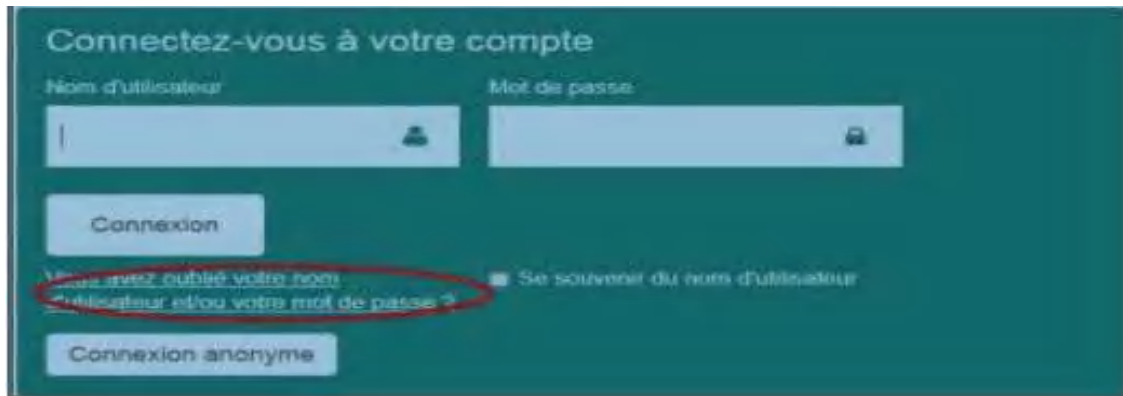 Connectez-vous à votre compte
Nom d'utilisateur Mot de passe
Connexion
Vous avez oublié votre nom
d'utilisateur et/ou votre mot de passe ?
Se souvenir du nom d'utilisateur
Connexion anonyme